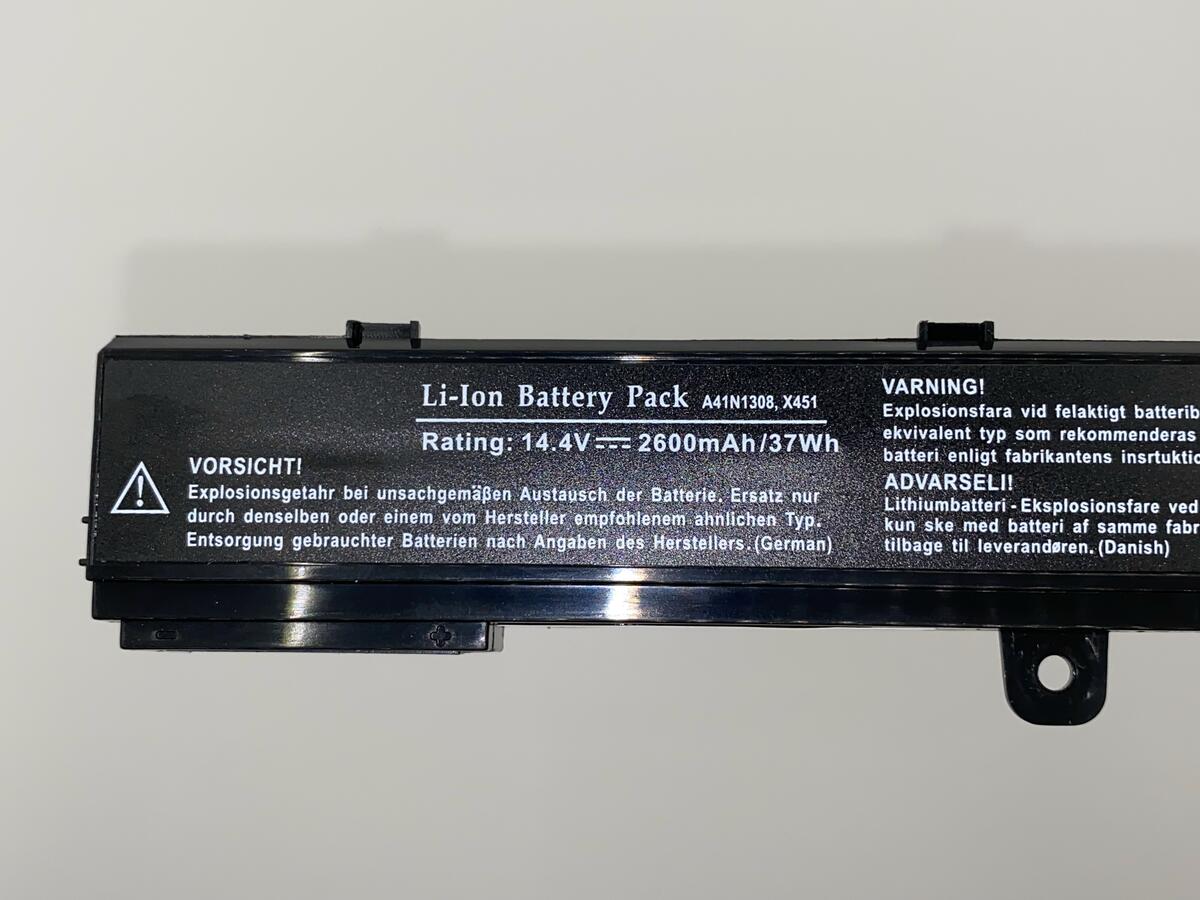 Li-Ion Battery Pack A41N1308, X451
Rating: 14.4V⎓2600mAh/37Wh
VORSICHT!
Explosionsgetahr bei unsachgemäßen Austausch der Batterie. Ersatz nur
durch denselben oder einem vom Hersteller empfohlenem ähnlichen Typ.
Entsorgung gebrauchter Batterien nach Angaben des Herstellers.(German)
VARNING!
Explosionsfara vid felaktigt
ekvivalent typ som rekommenderas
batteri enligt fabrikantens
ADVARSELI!
Lithiumbatteri-Eksplosionsfare ved
kun ske med batteri af samme
tilbage til leverandøren.(Danish)